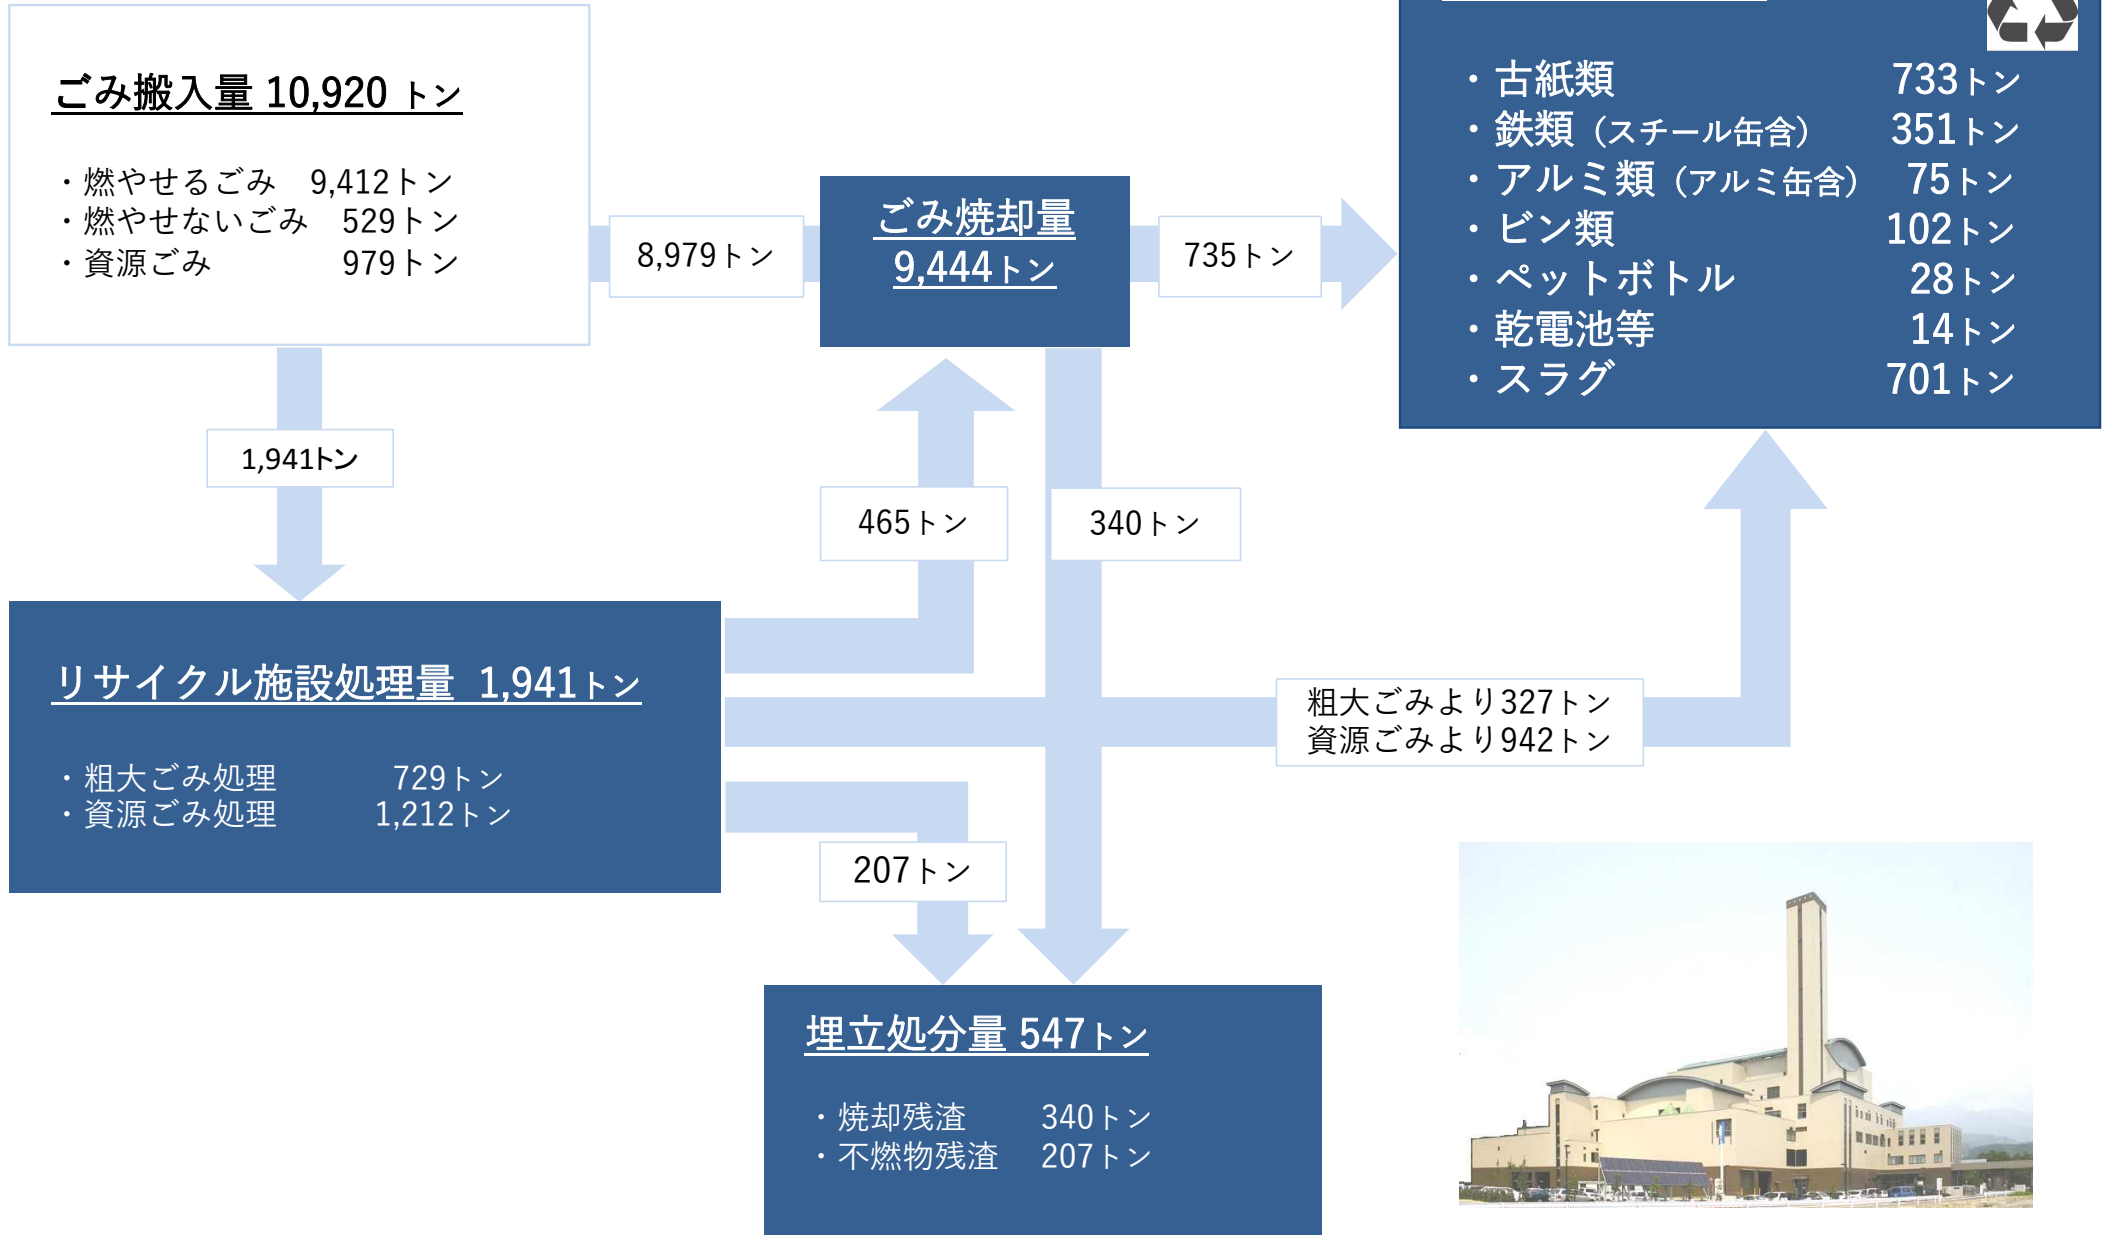 ごみ搬入量 10,920 トン
・燃やせるごみ 9,412トン
・燃やせないごみ 529トン
・資源ごみ 979トン
8,979トン
ごみ焼却量
9,444トン
735トン
・古紙類 733トン
・鉄類（スチール缶含） 351トン
・アルミ類（アルミ缶含） 75トン
・ビン類 102トン
・ペットボトル 28トン
・乾電池等 14トン
・スラグ 701トン
1,941トン
465トン
340トン
リサイクル施設処理量 1,941トン
・粗大ごみ処理 729トン
・資源ごみ処理 1,212トン
粗大ごみより327トン
資源ごみより942トン
207トン
埋立処分量 547トン
・焼却残渣 340トン
・不燃物残渣 207トン